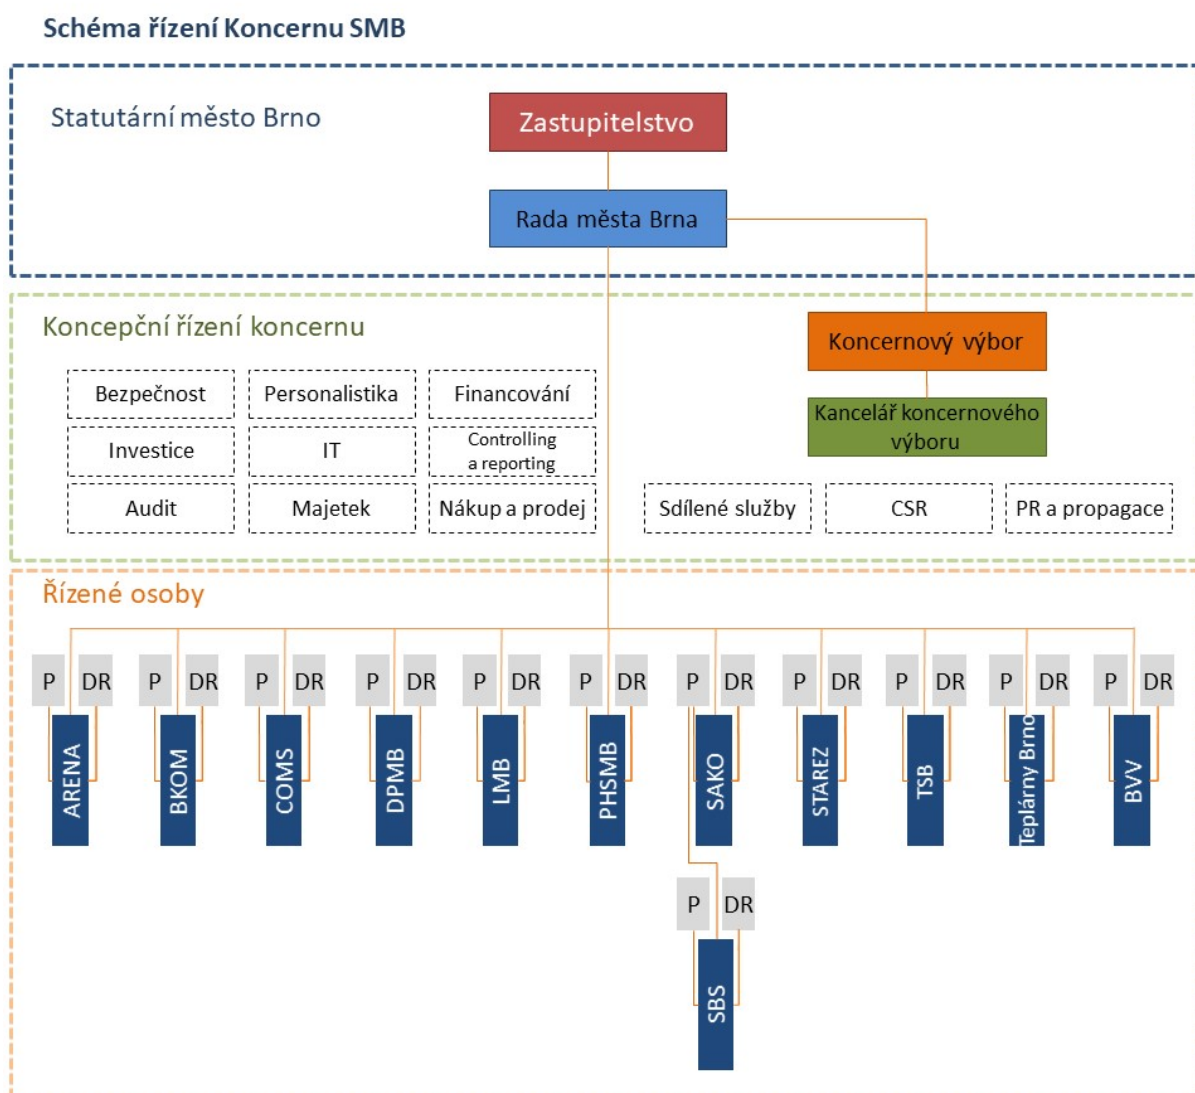 Schéma řízení Koncernu SMB
Statutární město Brno
Zastupitelstvo
Rada města Brna
Koncepční řízení koncernu
Koncernový výbor
Kancelář koncernového
výboru
Bezpečnost
Personalistika
Financování
Investice
IT
Controlling
a reporting
Audit
Majetek
Nákup a prodej
Sdílené služby
CSR
PR a propagace
Řízené osoby
P DR P DR P DR P DR P DR P DR P DR P DR P DR P DR P DR
ARENA
BKOM
COMS
DPMB
LMB
PHSMB
SAKO
STAREZ
TSB
Teplárny Brno
BVV
P DR
SBS